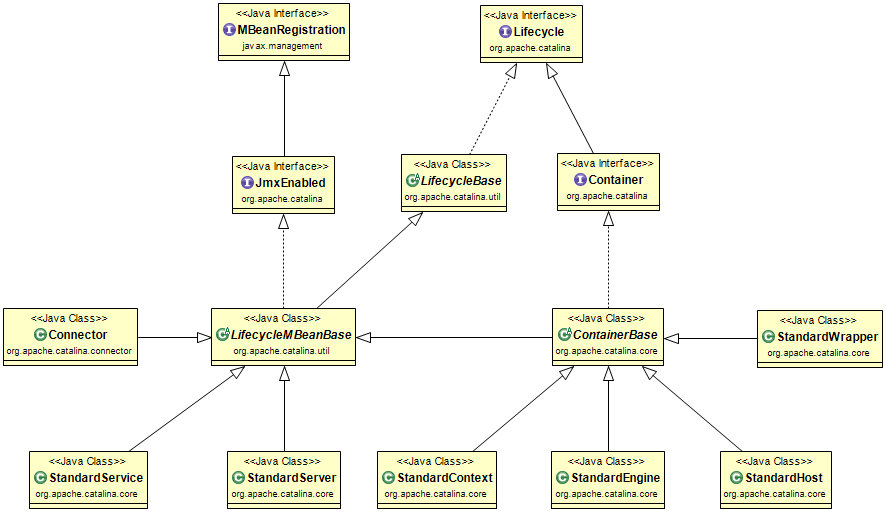 <<Java Interface>>
MBeanRegistration
javax.management
<<Java Interface>>
Lifecycle
org.apache.catalina
<<Java Interface>>
JmxEnabled
org.apache.catalina
<<Java Class>>
LifecycleBase
org.apache.catalina.util
<<Java Interface>>
Container
org.apache.catalina
<<Java Class>>
Connector
org.apache.catalina.connector
<<Java Class>>
LifecycleMBeanBase
org.apache.catalina.util
<<Java Class>>
ContainerBase
org.apache.catalina.core
<<Java Class>>
StandardWrapper
org.apache.catalina.core
<<Java Class>>
StandardService
org.apache.catalina.core
<<Java Class>>
StandardServer
org.apache.catalina.core
<<Java Class>>
StandardContext
org.apache.catalina.core
<<Java Class>>
StandardEngine
org.apache.catalina.core
<<Java Class>>
StandardHost
org.apache.catalina.core